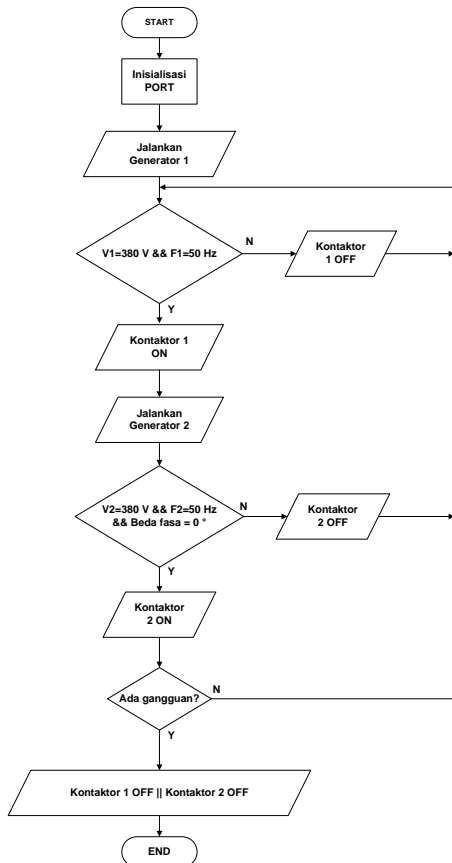 START
Inisialisasi
PORT
Jalankan
Generator 1
V1=380 V && F1=50 Hz
N
Kontaktor
1 OFF
Y
Kontaktor 1
ON
Jalankan
Generator 2
V2=380 V && F2=50 Hz
&& Beda fasa = 0 °
N
Kontaktor
2 OFF
Y
Kontaktor
2 ON
Ada gangguan?
N
Y
Kontaktor 1 OFF || Kontaktor 2 OFF
END